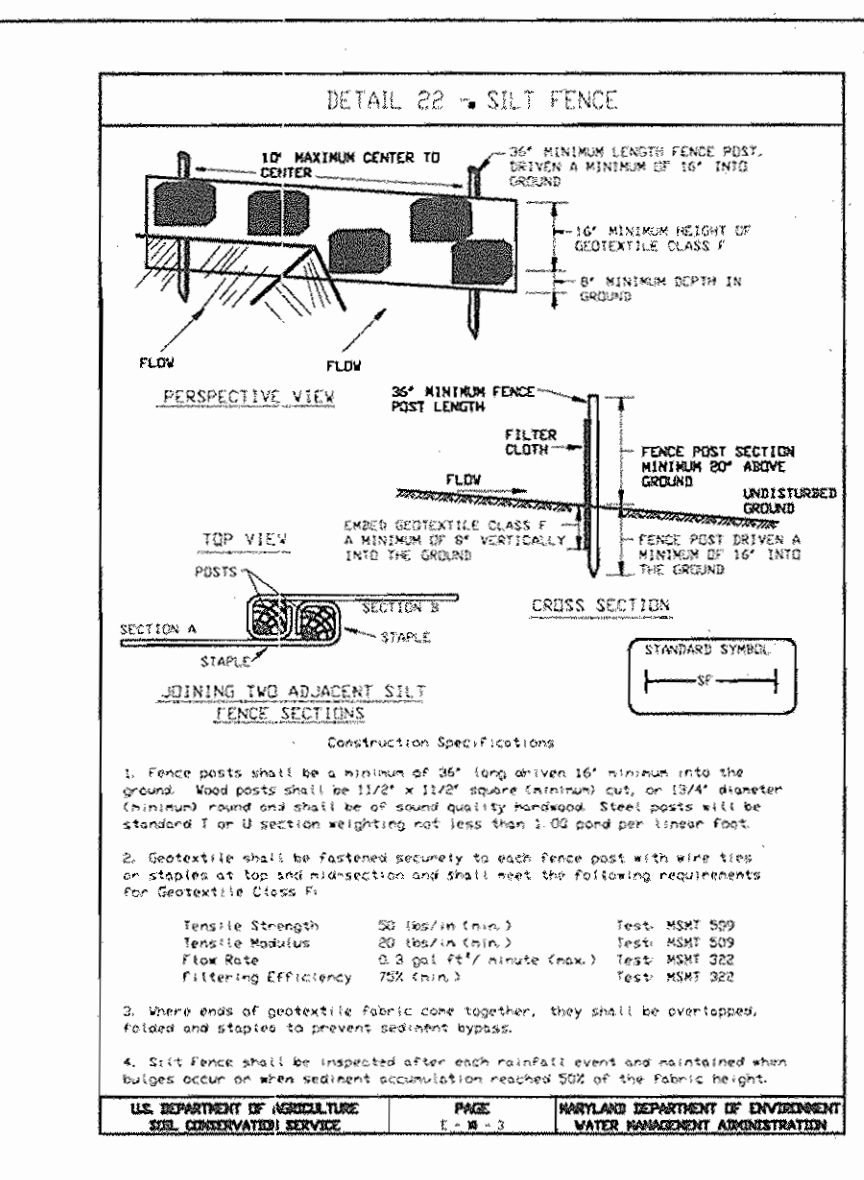 DETAIL 22 - SILT FENCE
10' MAXIMUM CENTER TO
CENTER
36" MINIMUM LENGTH FENCE POST,
DRIVEN A MINIMUM OF 16" INTO
GROUND
16" MINIMUM HEIGHT OF
GEOTEXTILE CLASS F
8" MINIMUM DEPTH IN
GROUND
FLOW
FLOW
PERSPECTIVE VIEW
36" MINIMUM FENCE
POST LENGTH
FILTER
CLOTH
FENCE POST SECTION
MINIMUM 20" ABOVE
GROUND
FLOW
UNDISTURBED
GROUND
EMBED GEOTEXTILE CLASS F
A MINIMUM OF 8" VERTICALLY
INTO THE GROUND
FENCE POST DRIVEN A
MINIMUM OF 16" INTO
THE GROUND
CROSS SECTION
TOP VIEW
POSTS
SECTION B
SECTION A
STAPLE
STAPLE
JOINING TWO ADJACENT SILT
FENCE SECTIONS
STANDARD SYMBOL
SF
Construction Specifications
1. Fence posts shall be a minimum of 36" long driven 16" minimum into the
ground. Wood posts shall be 11/2" x 11/2" square (minimum) cut, or 13/4" diameter
(minimum) round and shall be of sound quality hardwood. Steel posts will be
standard T or U section weighting not less than 1.00 pond per linear foot.
2. Geotextile shall be fastened securely to each fence post with wire ties
or staples at top and mid-section and shall meet the following requirements
for Geotextile Class F:
Tensile Strength 50 lbs/in (min.) Test: MSMT 509
Tensile Modulus 20 lbs/in (min.) Test: MSMT 509
Flow Rate 0.3 gal ft²/ minute (max.) Test: MSMT 322
Filtering Efficiency 75% (min.) Test: MSMT 322
3. Where ends of geotextile fabric come together, they shall be overlapped,
folded and staples to prevent sediment bypass.
4. Silt Fence shall be inspected after each rainfall event and maintained when
bulges occur or when sediment accumulation reached 50% of the fabric height.
U.S. DEPARTMENT OF AGRICULTURE
SOIL CONSERVATION SERVICE
PAGE
E - - 3
MARYLAND DEPARTMENT OF ENVIRONMENT
WATER MANAGEMENT ADMINISTRATION